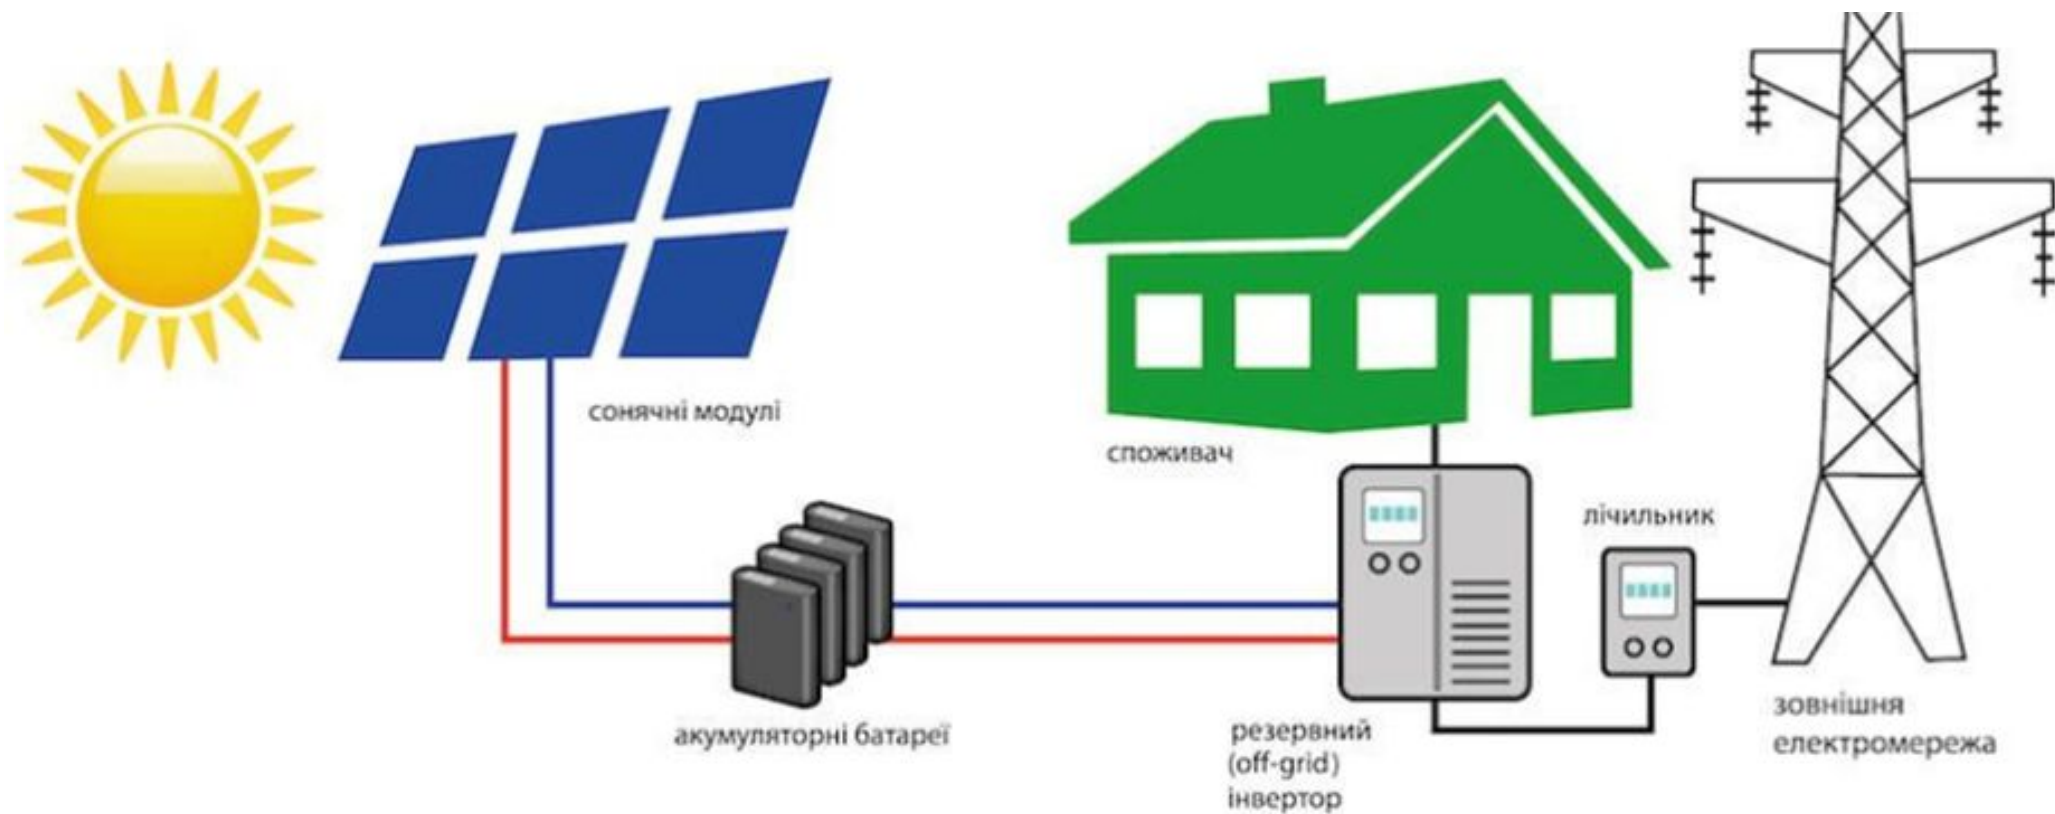 сонячні модулі
споживач
лічильник
акумуляторні батареї
резервний
(off-grid)
інвертор
зовнішня
електромережа